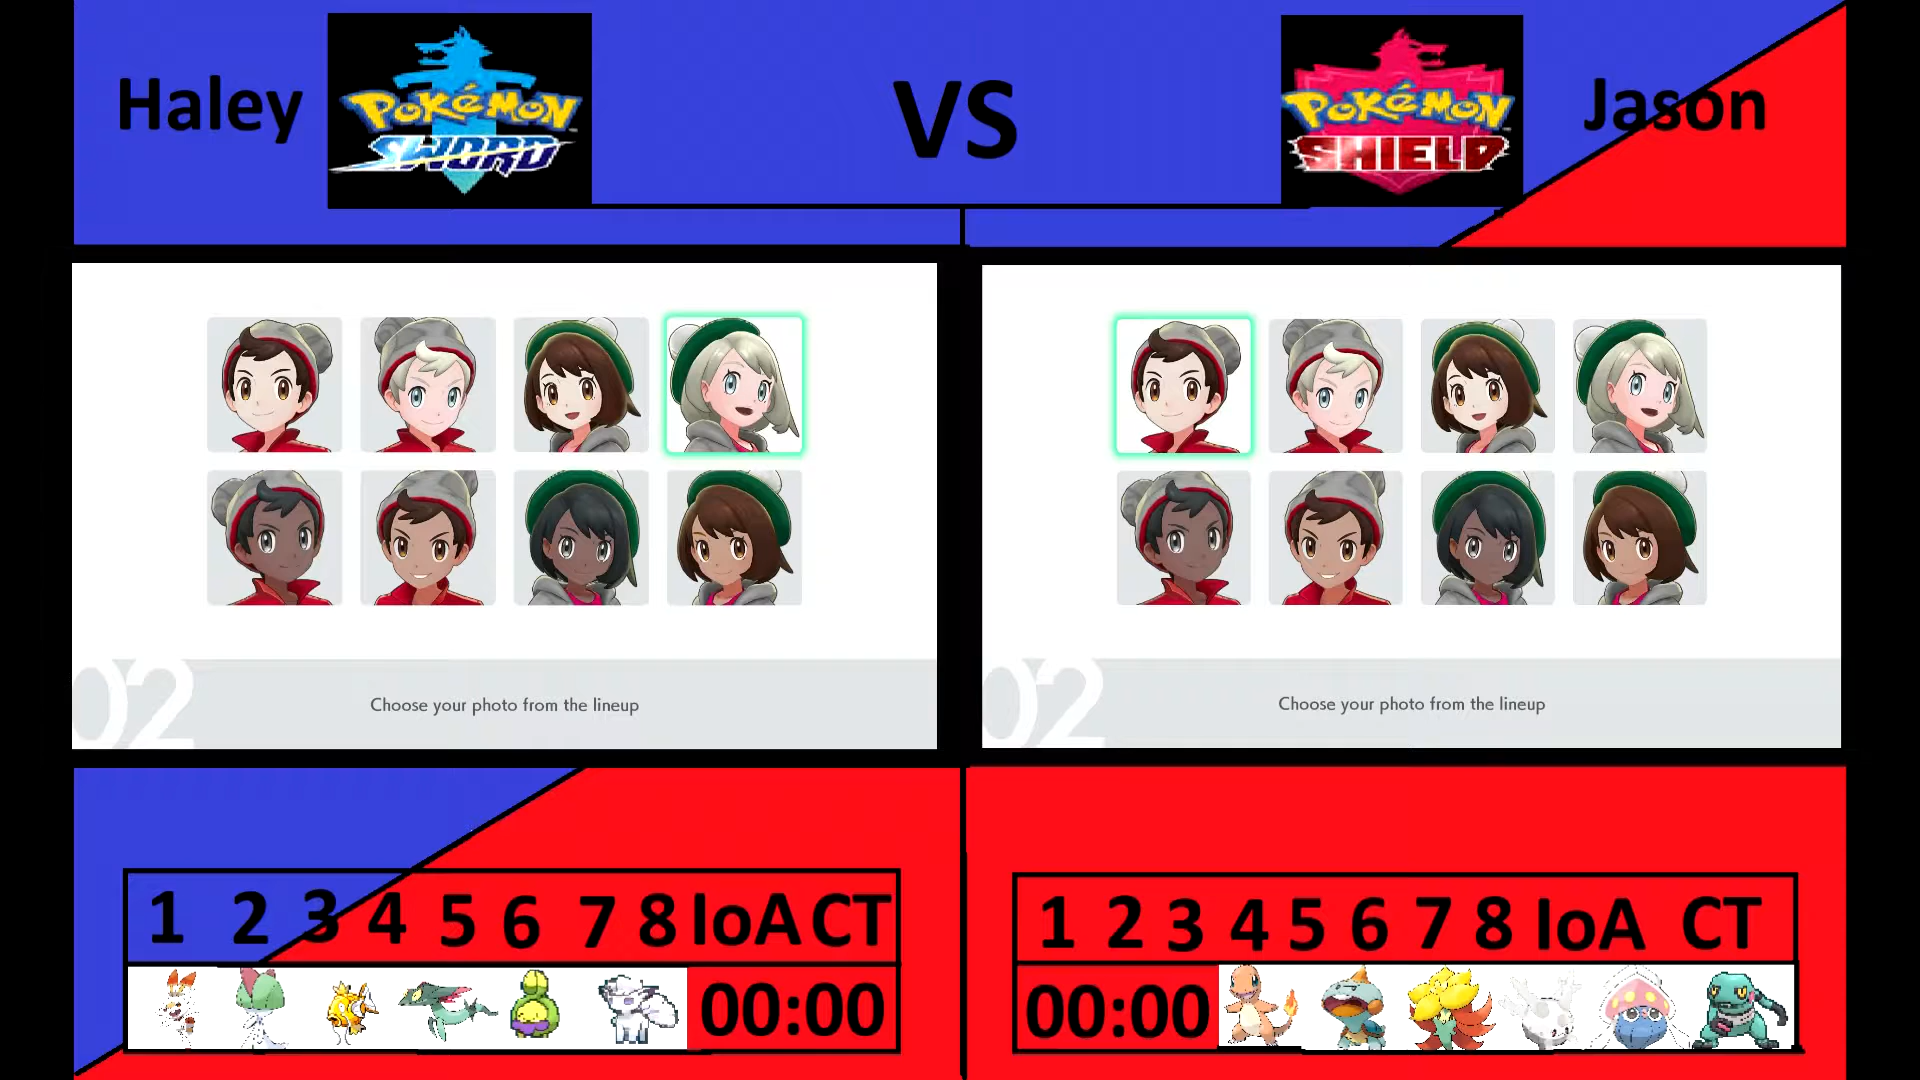 Haley
POKéMON
SWORD
VS
POKéMON
SHIELD
Jason
02
Choose your photo from the lineup
02
Choose your photo from the lineup
1 2 3 4 5 6 7 8 IoA CT
00:00
1 2 3 4 5 6 7 8 IoA CT
00:00